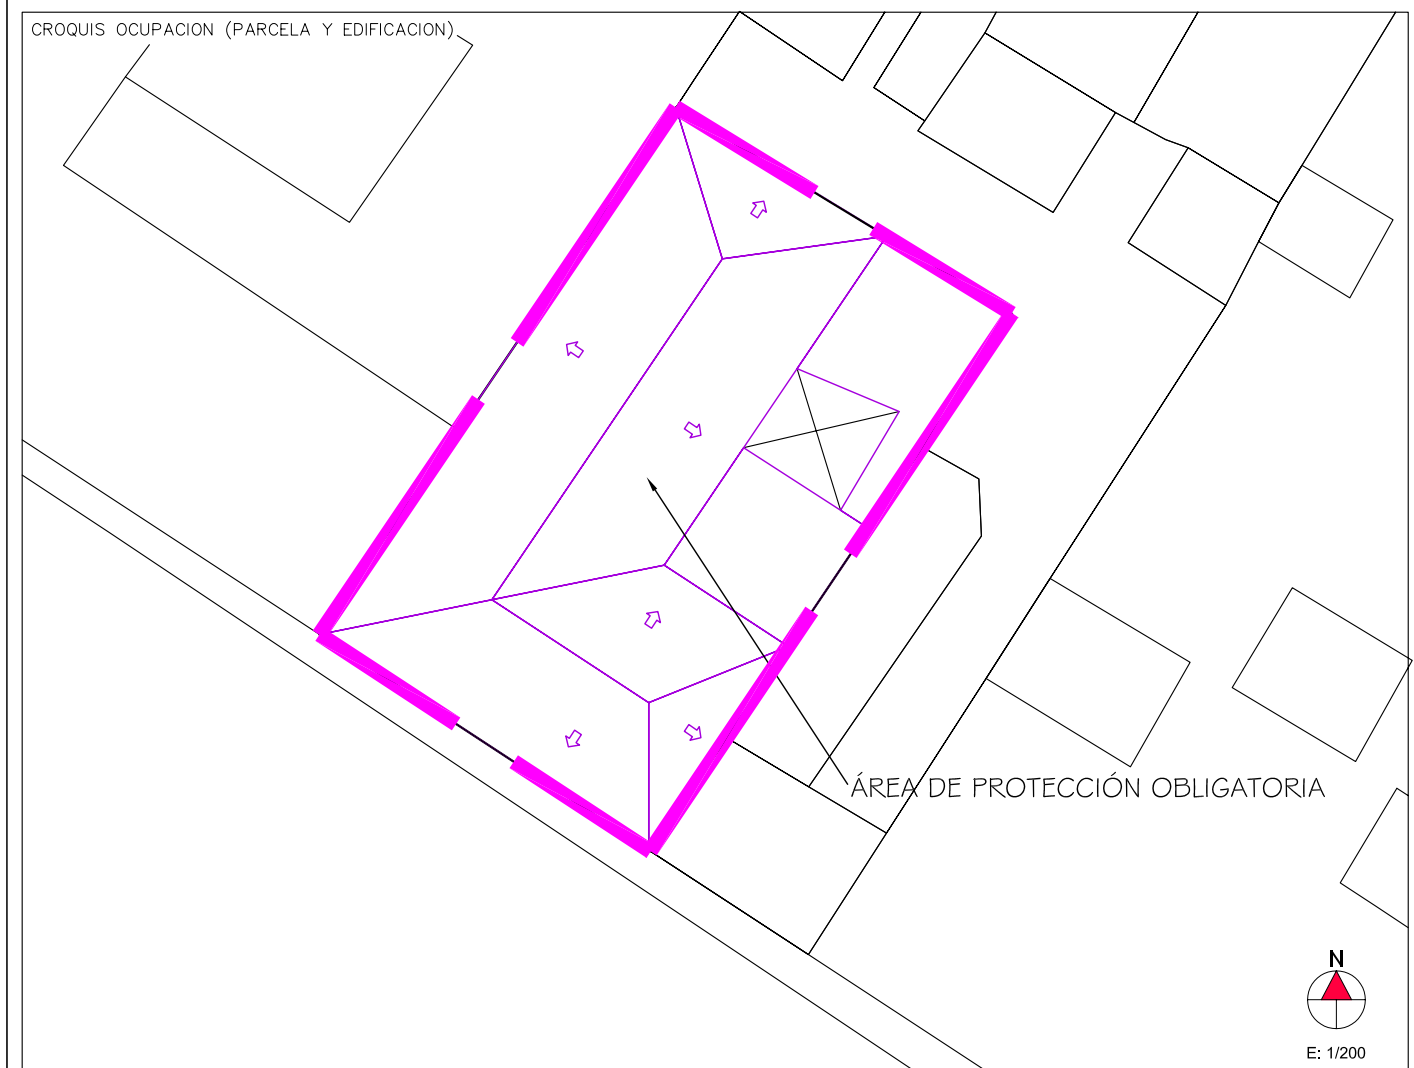 CROQUIS OCUPACION (PARCELA Y EDIFICACION)
ÁREA DE PROTECCIÓN OBLIGATORIA
N
E: 1/200